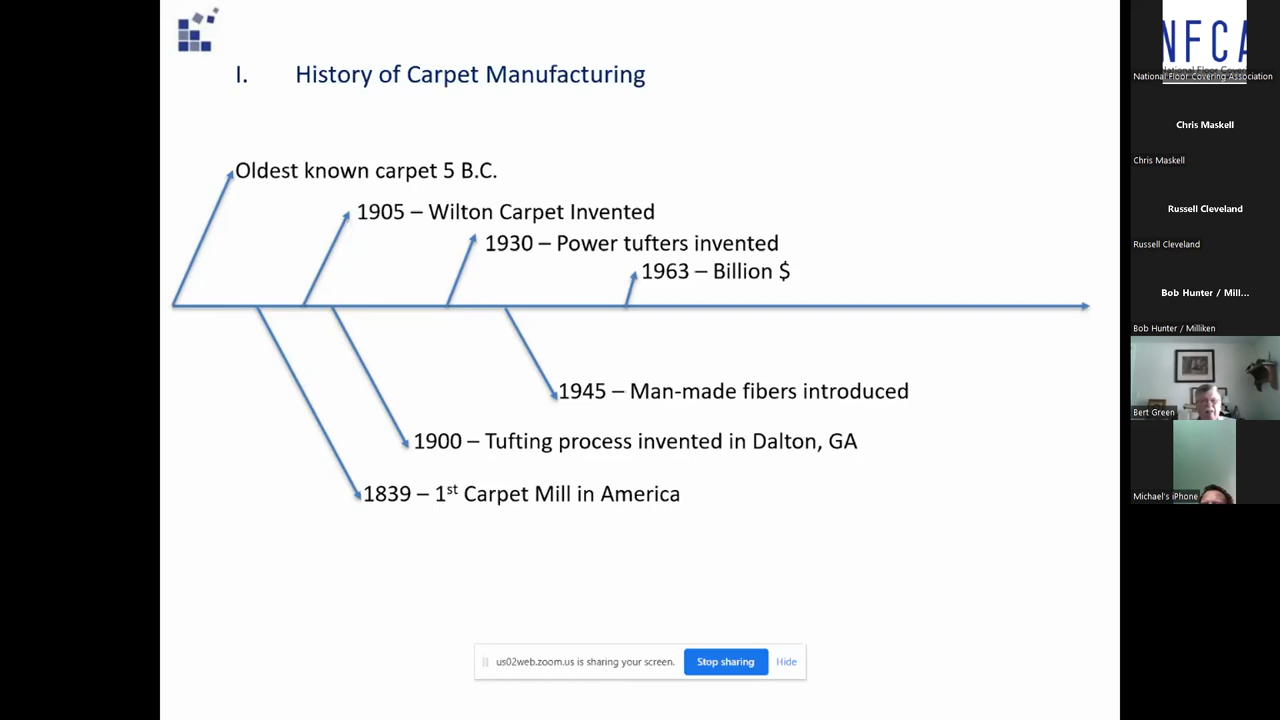 I. History of Carpet Manufacturing
Oldest known carpet 5 B.C.
1905 – Wilton Carpet Invented
1930 – Power tufters invented
1963 – Billion $
1945 – Man-made fibers introduced
1900 – Tufting process invented in Dalton, GA
1839 – 1st Carpet Mill in America
us02web.zoom.us is sharing your screen.
Stop sharing
Hide
NFCA
National Floor Covering Association
Chris Maskell
Chris Maskell
Russell Cleveland
Russell Cleveland
Bob Hunter / Mill...
Bob Hunter / Milliken
Bert Green
Michael's iPhone